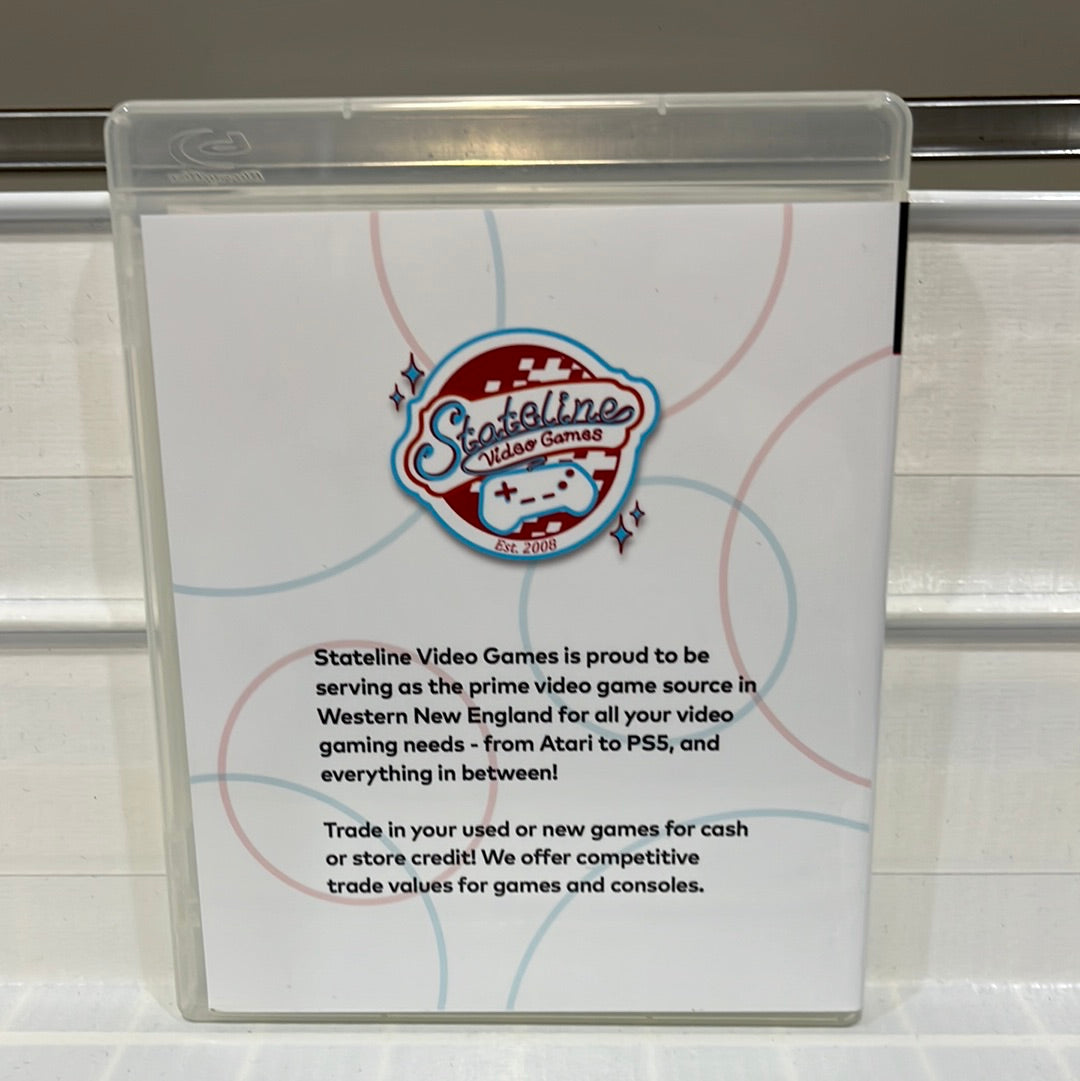 Stateline
Video Games
Est. 2008
Stateline Video Games is proud to be
serving as the prime video game source in
Western New England for all your video
gaming needs - from Atari to PS5, and
everything in between!
Trade in your used or new games for cash
or store credit! We offer competitive
trade values for games and consoles.